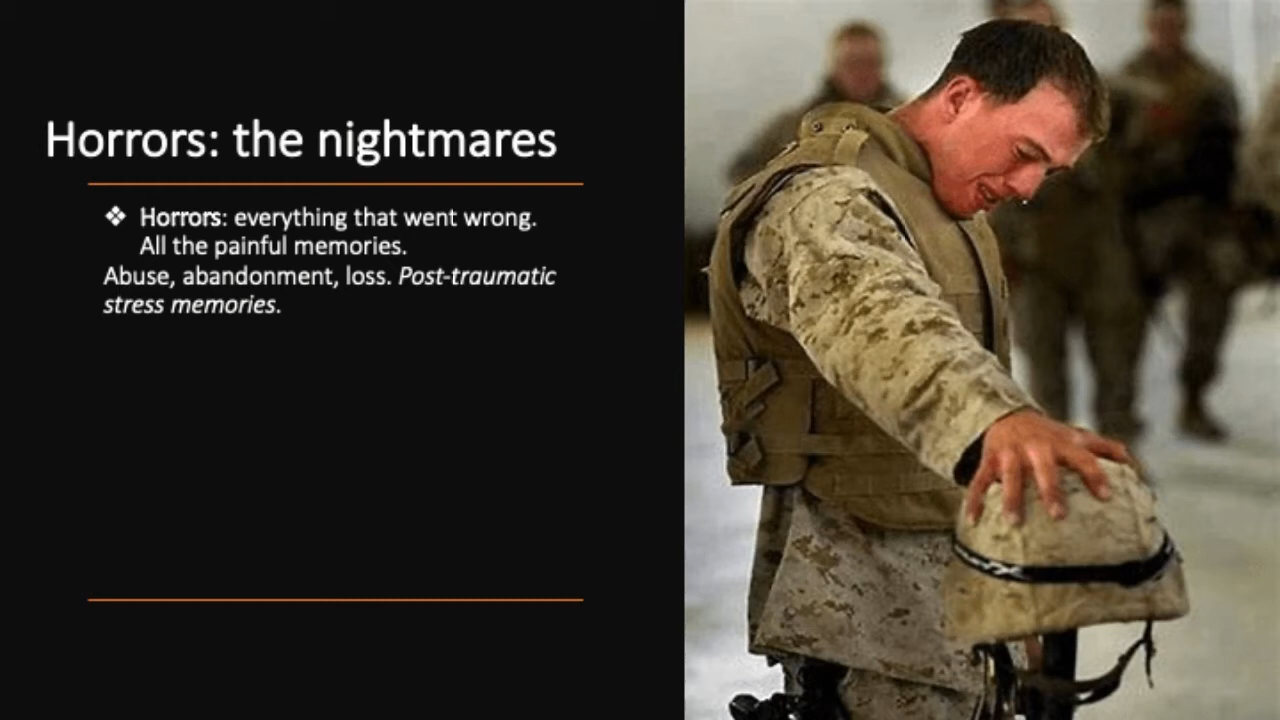 Horrors: the nightmares
❖ Horrors: everything that went wrong.
All the painful memories.
Abuse, abandonment, loss. Post-traumatic
stress memories.